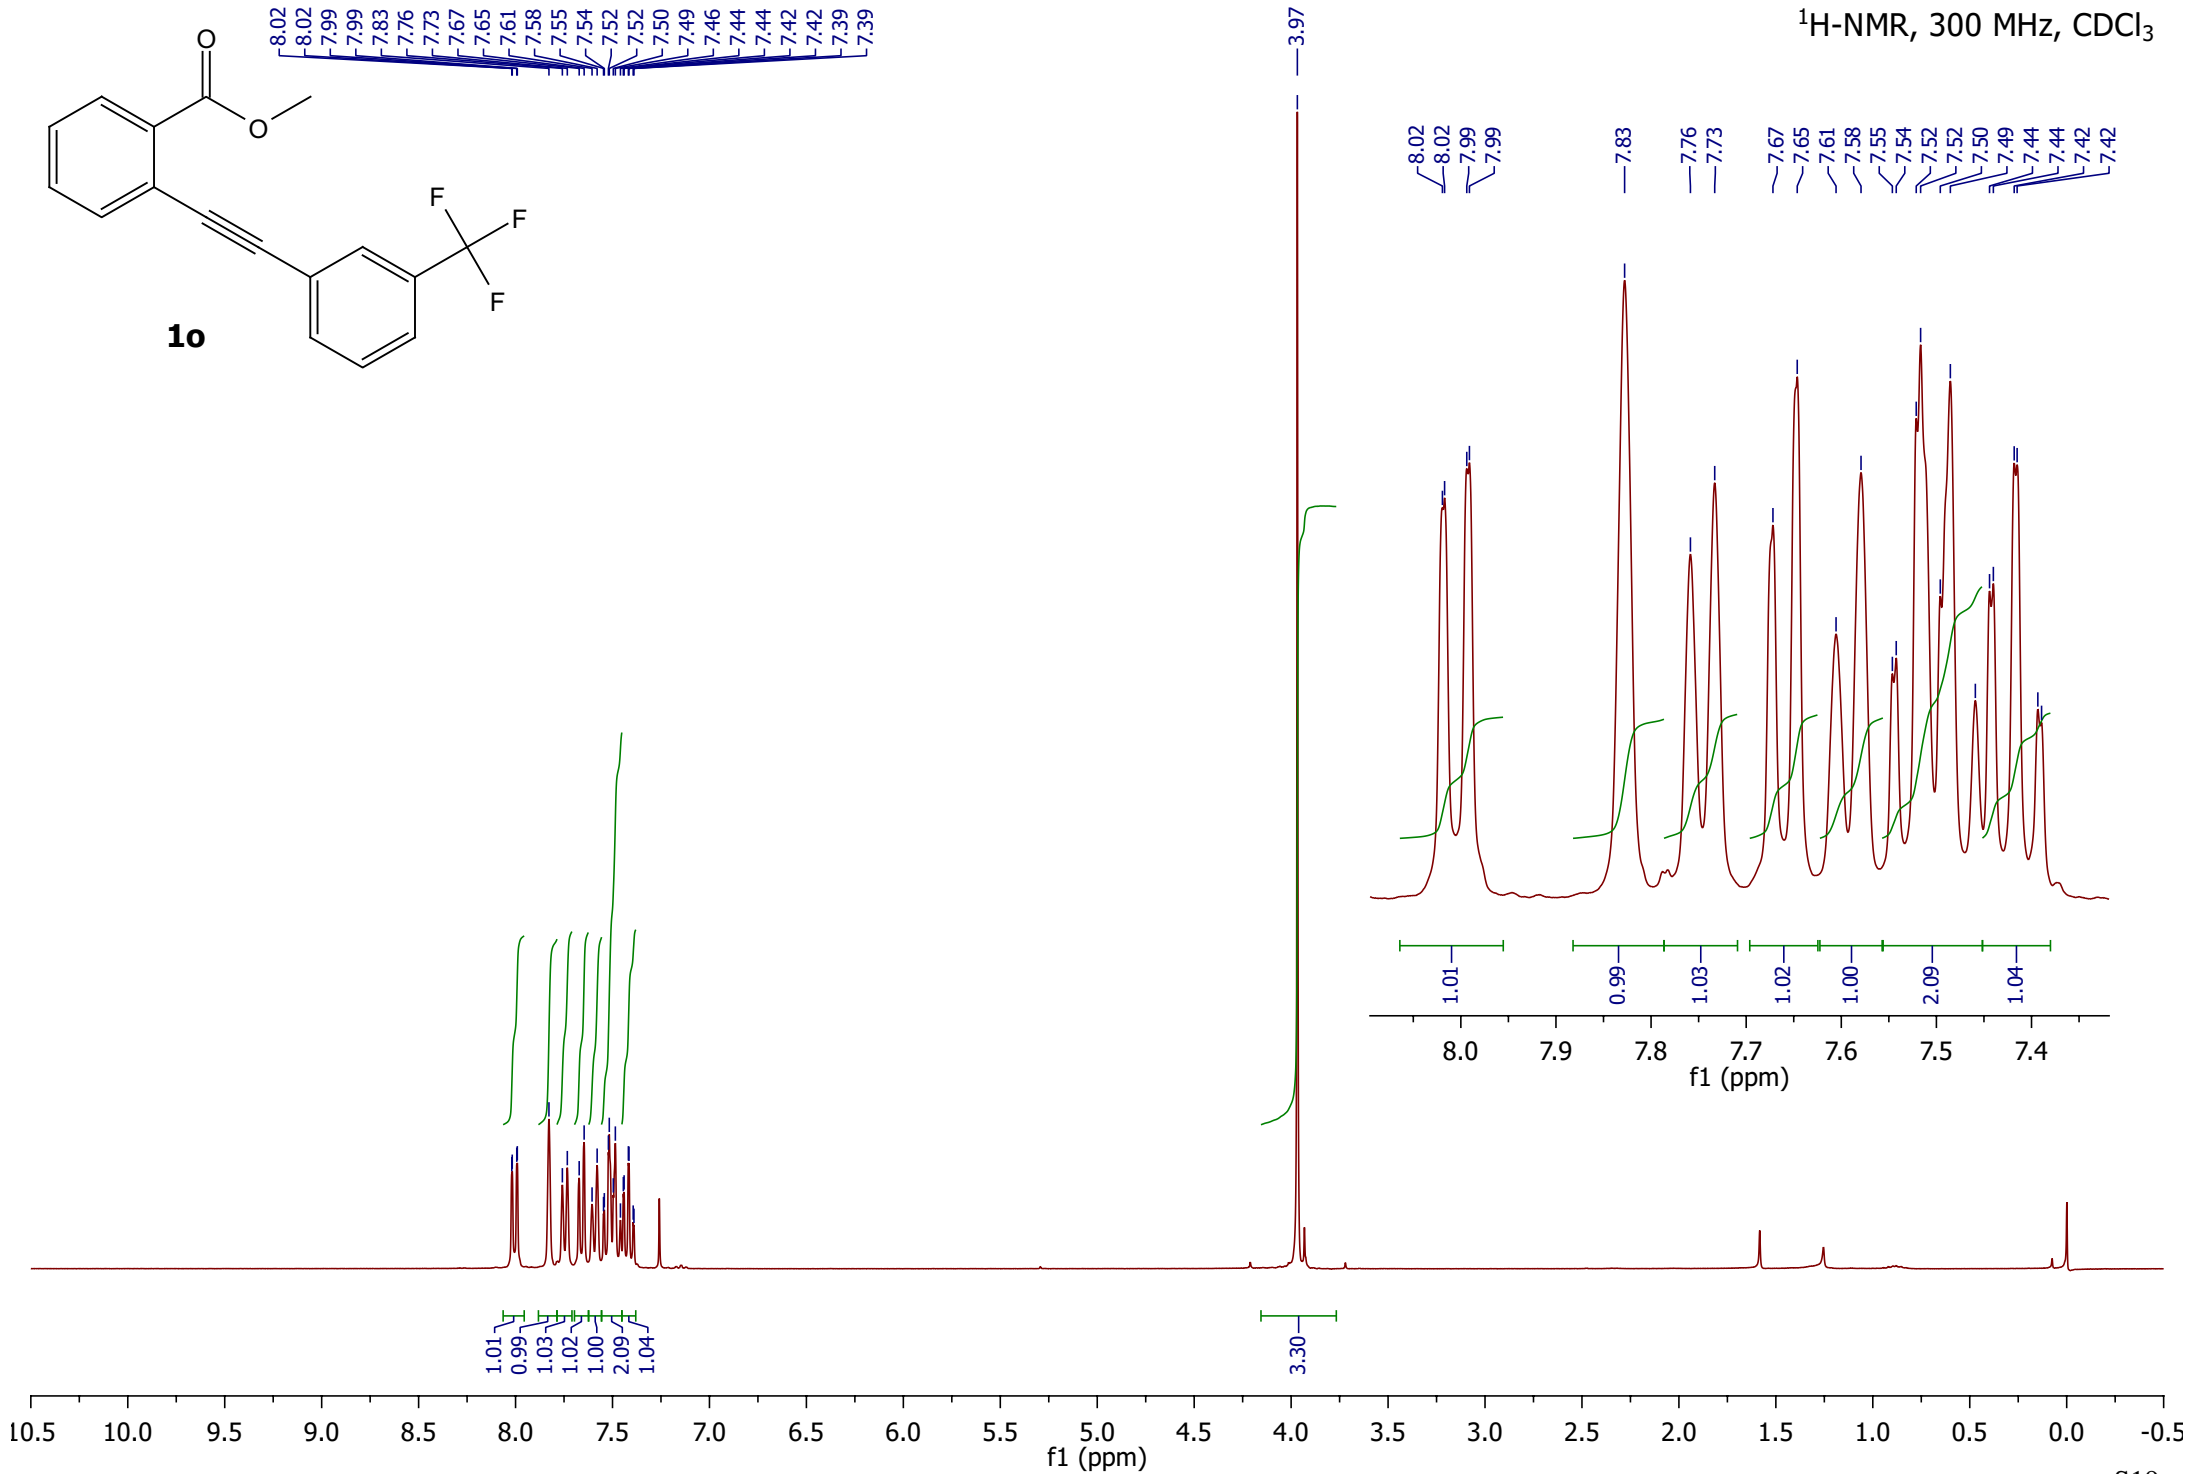 ¹H-NMR, 300 MHz, CDCl₃
8.02 8.02 7.99 7.99 7.83 7.76 7.73 7.67 7.65 7.61 7.58 7.55 7.54 7.52 7.52 7.50 7.49 7.46 7.44 7.44 7.42 7.42 7.39 7.39
3.97
O
O
F
F
F
1o
8.02 8.02 7.99 7.99 7.83 7.76 7.73 7.67 7.65 7.61 7.58 7.55 7.54 7.52 7.52 7.50 7.49 7.44 7.44 7.42 7.42
1.01 0.99 1.03 1.02 1.00 2.09 1.04
8.0 7.9 7.8 7.7 7.6 7.5 7.4
f1 (ppm)
1.01 0.99 1.03 1.02 1.00 2.09 1.04 3.30
10.5 10.0 9.5 9.0 8.5 8.0 7.5 7.0 6.5 6.0 5.5 5.0 4.5 4.0 3.5 3.0 2.5 2.0 1.5 1.0 0.5 0.0 -0.5
f1 (ppm)